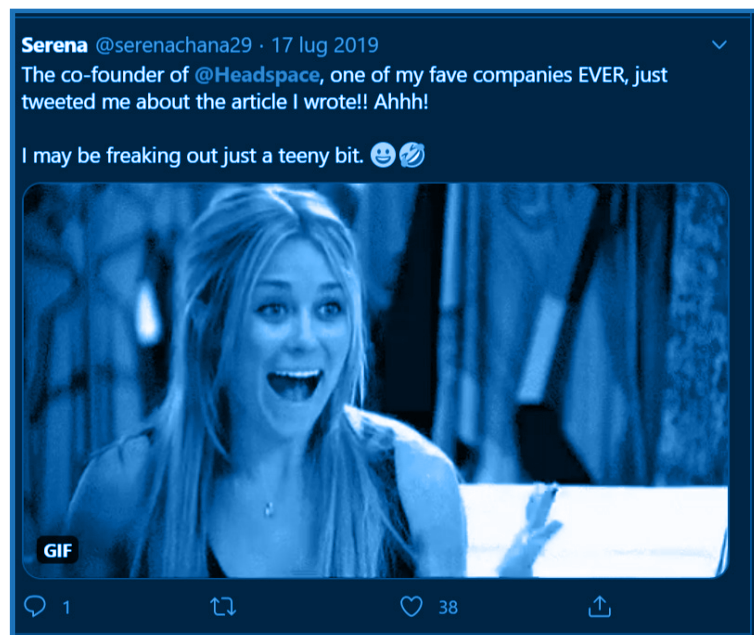 Serena @serenachana29 · 17 lug 2019
The co-founder of @Headspace, one of my fave companies EVER, just
tweeted me about the article I wrote!! Ahhh!
I may be freaking out just a teeny bit. 😀🤣
GIF
1
38